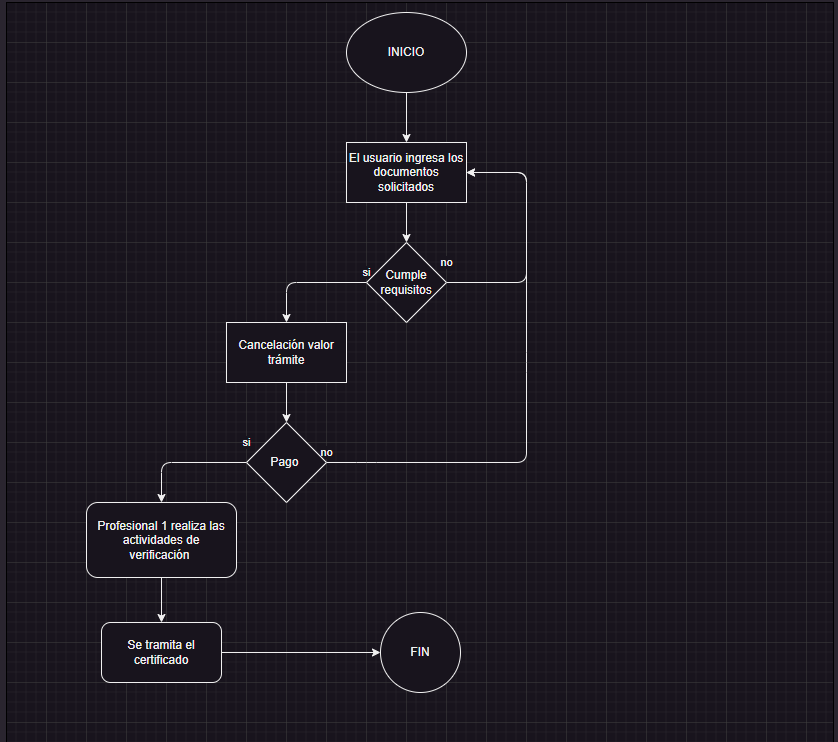 INICIO
El usuario ingresa los
documentos
solicitados
si
no
Cumple
requisitos
Cancelación valor
trámite
si
no
Pago
Profesional 1 realiza las
actividades de
verificación
Se tramita el
certificado
FIN